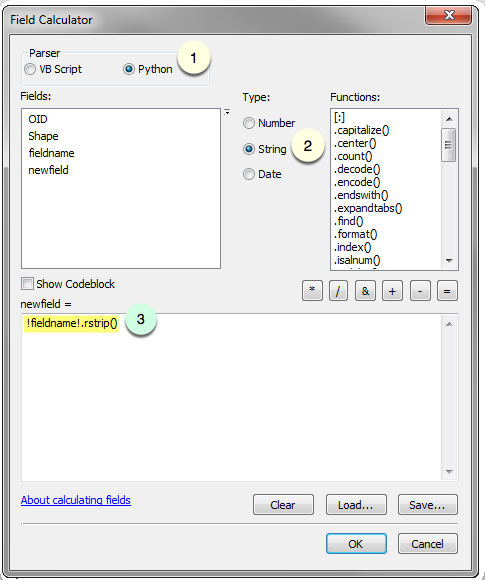 Field Calculator
Parser
VB Script
Python
1
Fields:
OID
Shape
fieldname
newfield
Type:
Number
String
2
Date
Functions:
[:]
.capitalize()
.center()
.count()
.decode()
.encode()
.endswith()
.expandtabs()
.find()
.format()
.index()
.isalnum()
Show Codeblock
* / & + - =
newfield =
!fieldname!.rstrip()
3
About calculating fields
Clear
Load...
Save...
OK
Cancel